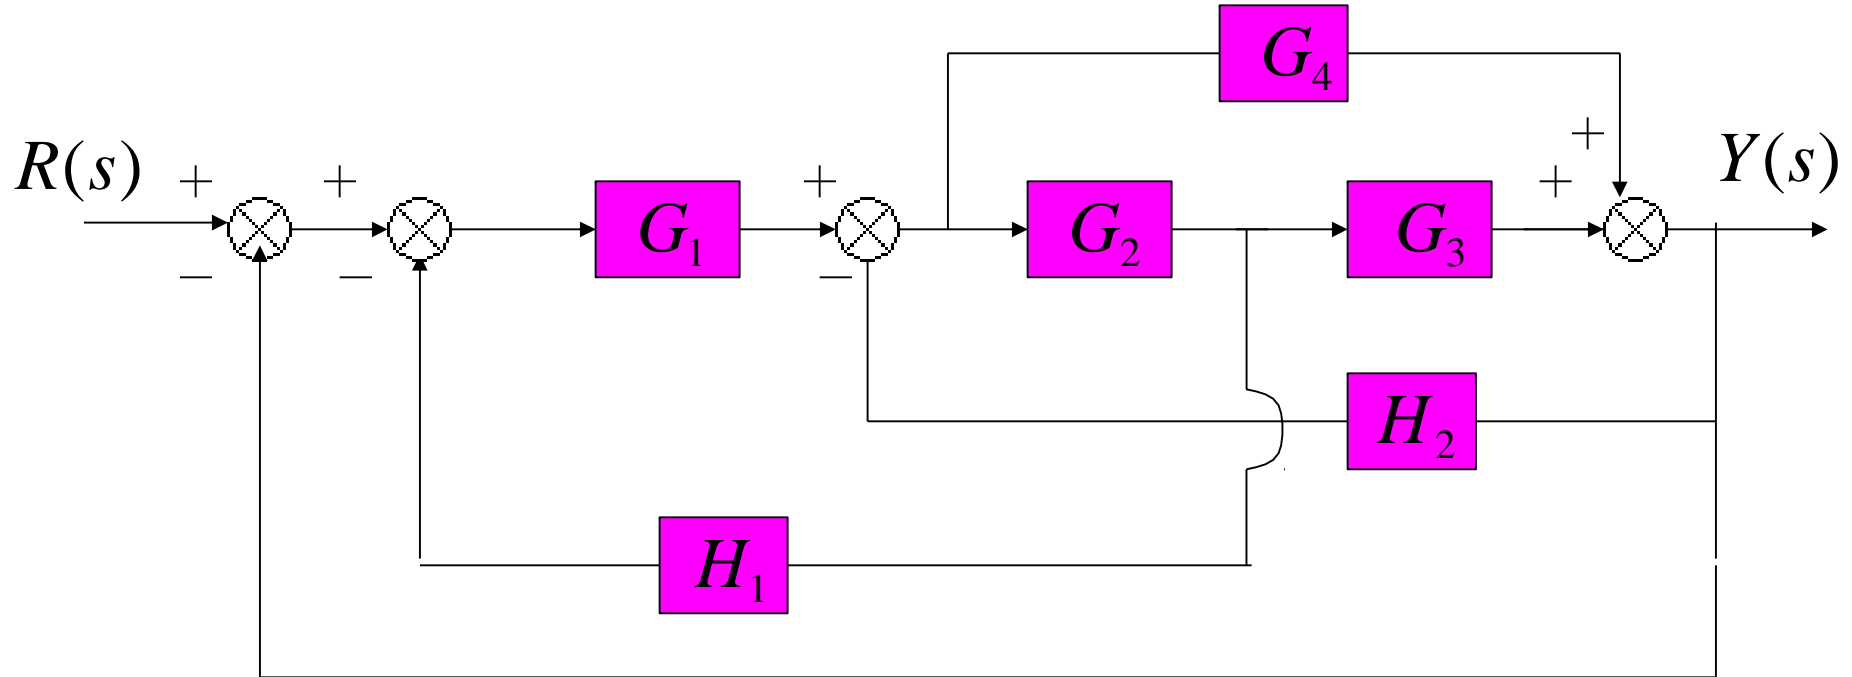 G₄
+
R(s) + + + + Y(s)
G₁ G₂ G₃
− − −
H₂
H₁